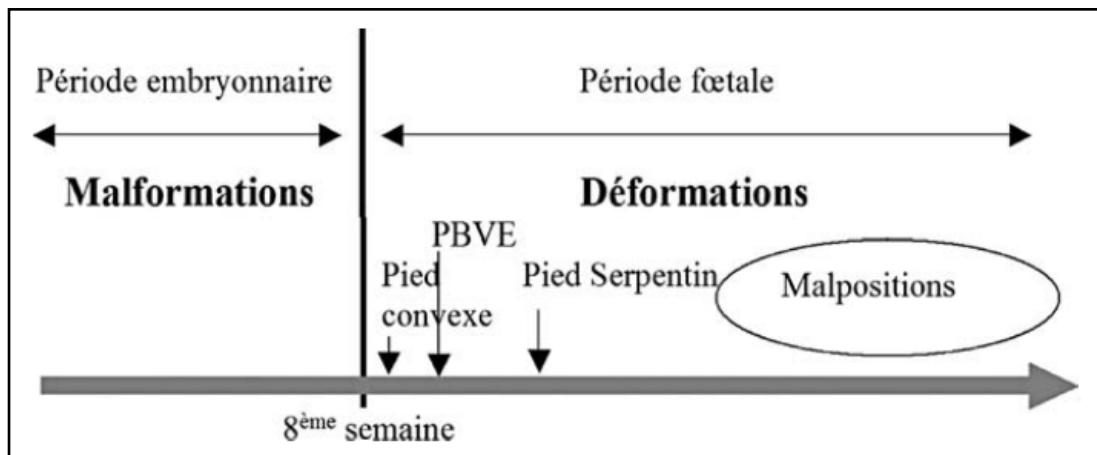 Période embryonnaire
Période fœtale
Malformations
Déformations
PBVE
Pied
convexe
Pied Serpentin
Malpositions
8ème semaine